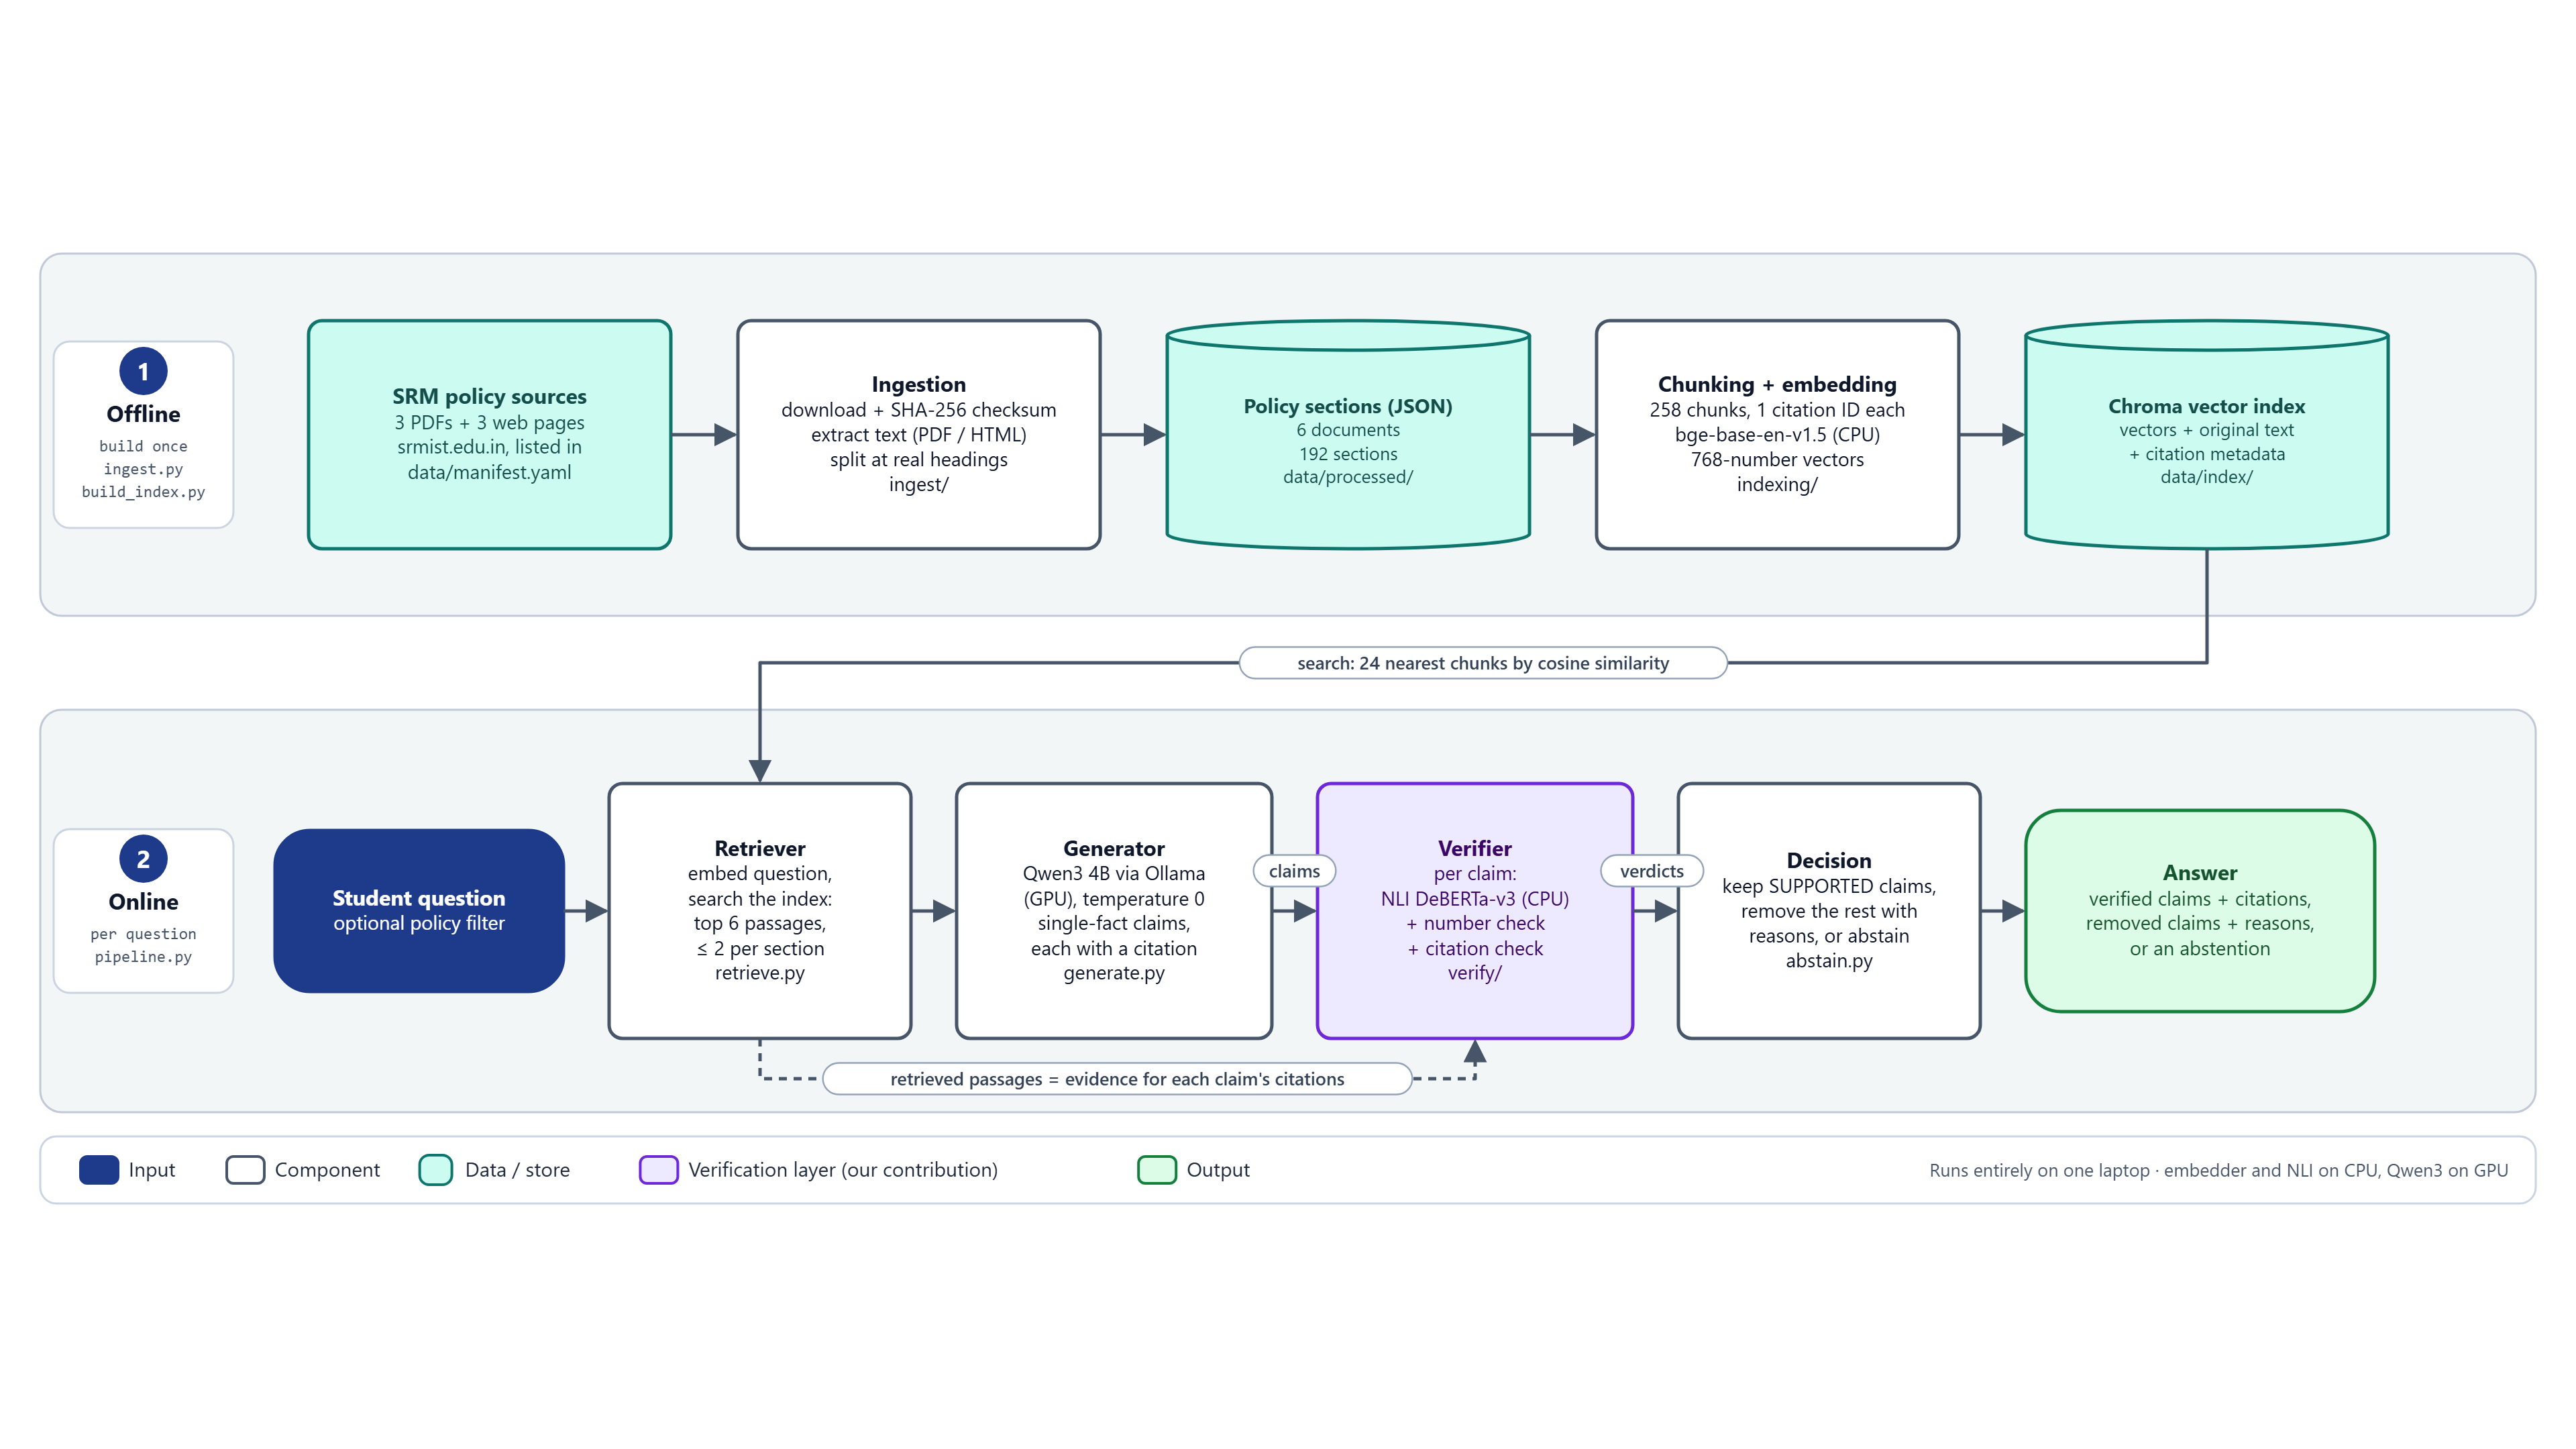 1
Offline
build once
ingest.py
build_index.py
SRM policy sources
3 PDFs + 3 web pages
srmist.edu.in, listed in
data/manifest.yaml
Ingestion
download + SHA-256 checksum
extract text (PDF / HTML)
split at real headings
ingest/
Policy sections (JSON)
6 documents
192 sections
data/processed/
Chunking + embedding
258 chunks, 1 citation ID each
bge-base-en-v1.5 (CPU)
768-number vectors
indexing/
Chroma vector index
vectors + original text
+ citation metadata
data/index/
search: 24 nearest chunks by cosine similarity
2
Online
per question
pipeline.py
Student question
optional policy filter
Retriever
embed question,
search the index:
top 6 passages,
≤ 2 per section
retrieve.py
Generator
Qwen3 4B via Ollama
(GPU), temperature 0
single-fact claims,
each with a citation
generate.py
claims
Verifier
per claim:
NLI DeBERTa-v3 (CPU)
+ number check
+ citation check
verify/
verdicts
Decision
keep SUPPORTED claims,
remove the rest with
reasons, or abstain
abstain.py
Answer
verified claims + citations,
removed claims + reasons,
or an abstention
retrieved passages = evidence for each claim's citations
Input
Component
Data / store
Verification layer (our contribution)
Output
Runs entirely on one laptop · embedder and NLI on CPU, Qwen3 on GPU